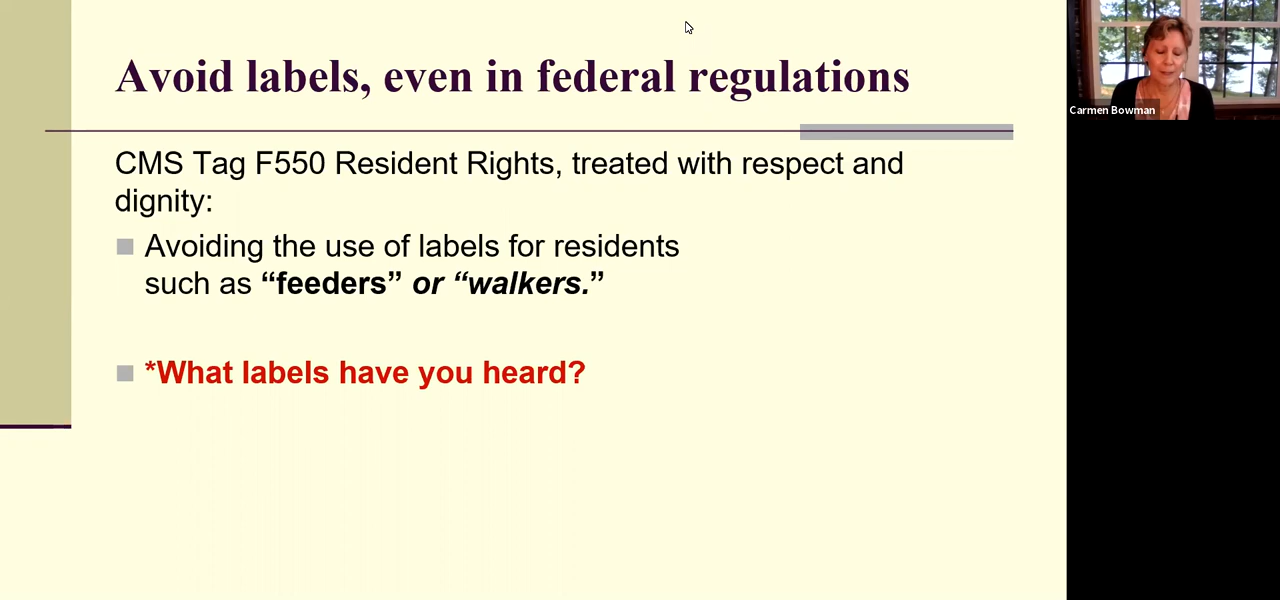 Avoid labels, even in federal regulations
CMS Tag F550 Resident Rights, treated with respect and
dignity:
Avoiding the use of labels for residents
such as “feeders” or “walkers.”
*What labels have you heard?
Carmen Bowman